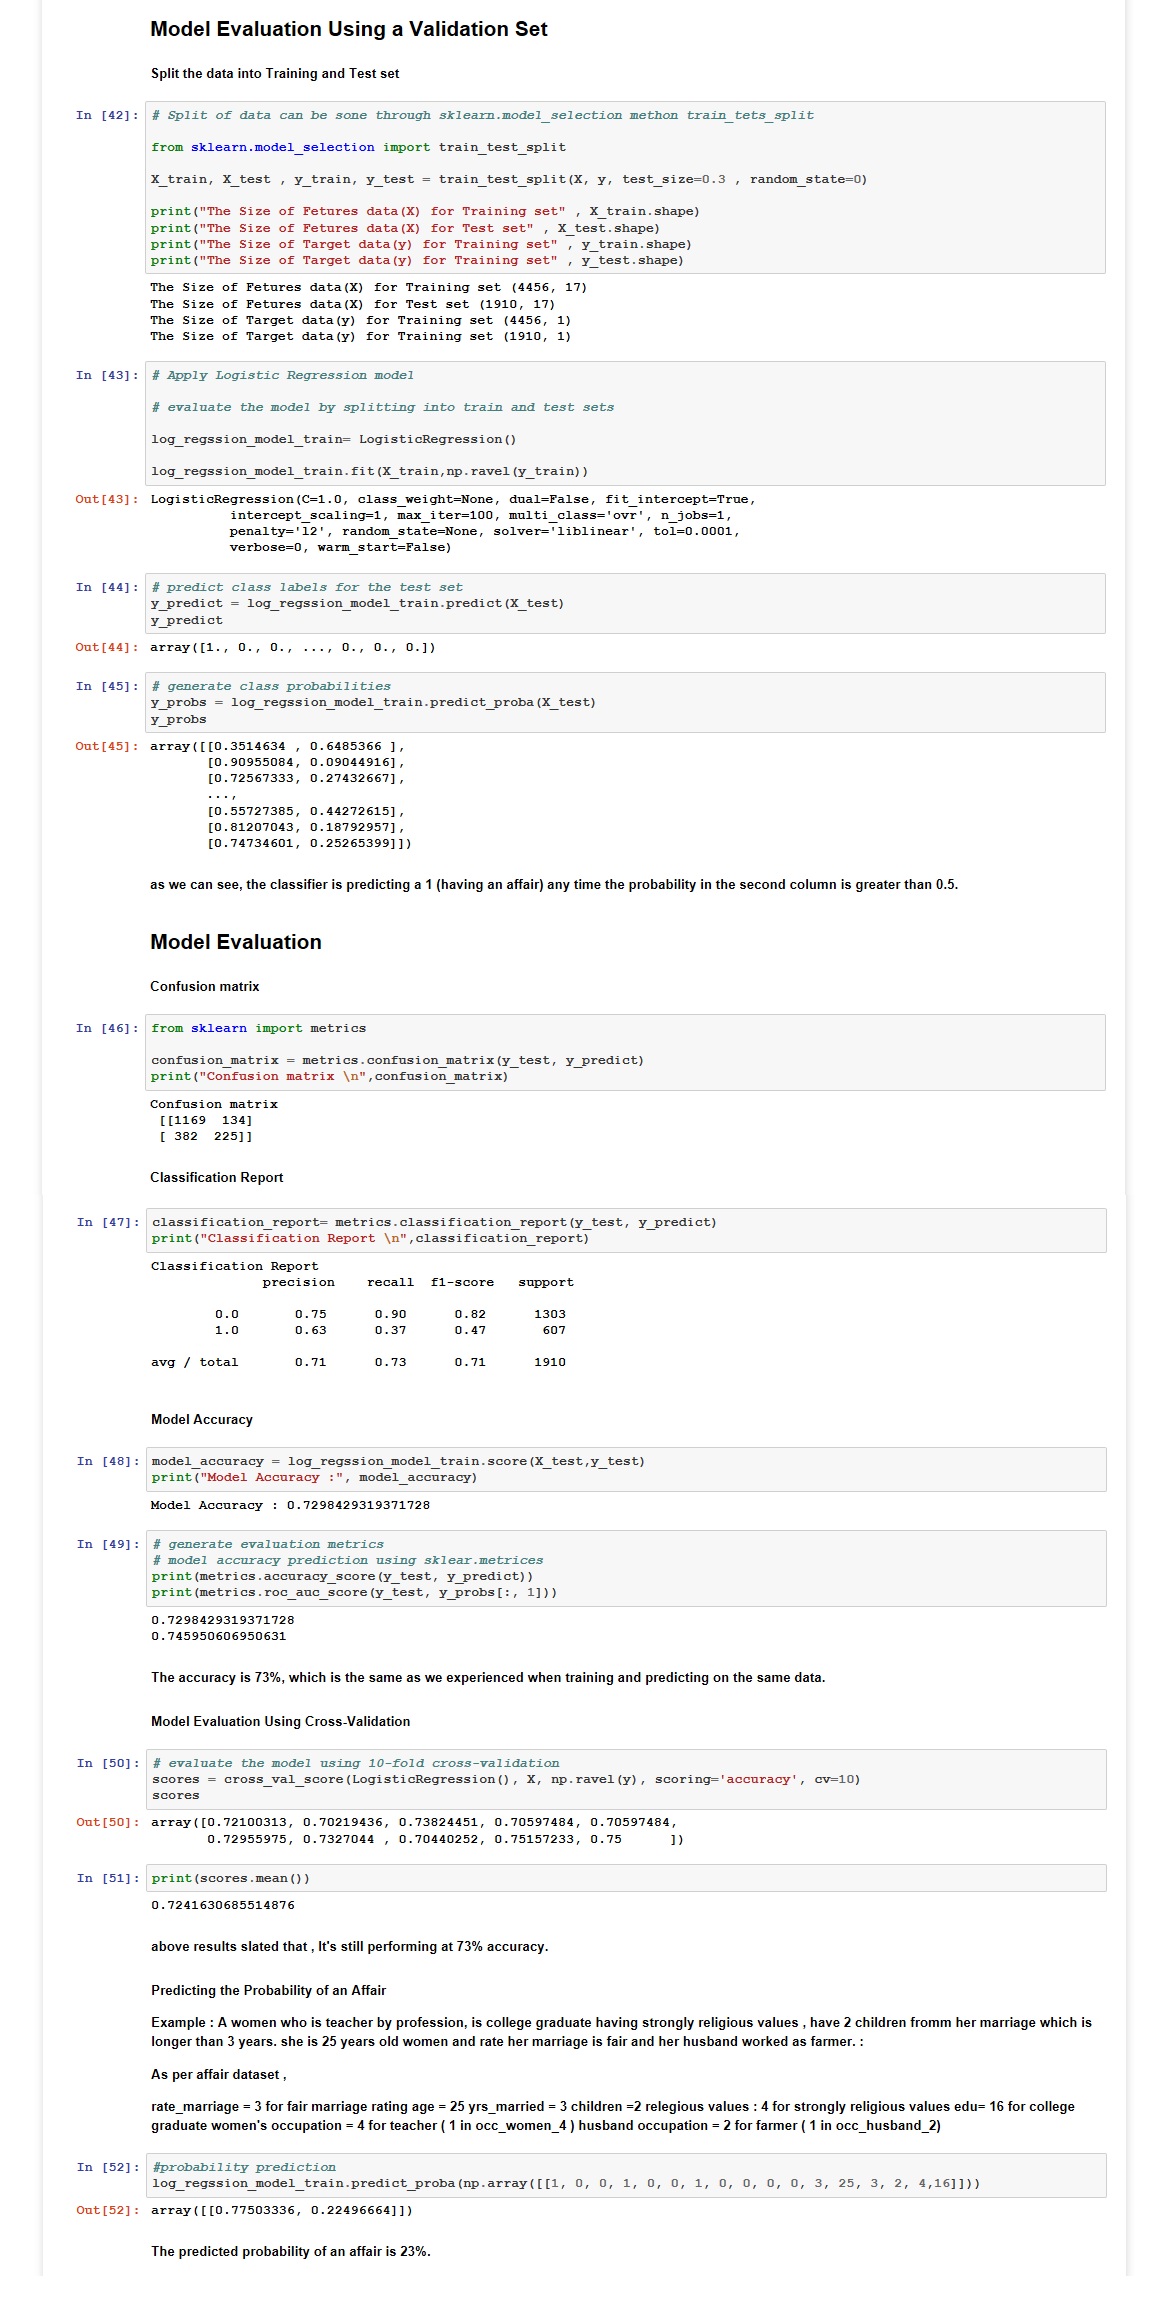 Model Evaluation Using a Validation Set
Split the data into Training and Test set
In [42]: # Split of data can be sone through sklearn.model_selection methon train_tets_split
from sklearn.model_selection import train_test_split
X_train, X_test , y_train, y_test = train_test_split(X, y, test_size=0.3 , random_state=0)
print("The Size of Fetures data(X) for Training set" , X_train.shape)
print("The Size of Fetures data(X) for Test set" , X_test.shape)
print("The Size of Target data(y) for Training set" , y_train.shape)
print("The Size of Target data(y) for Training set" , y_test.shape)
The Size of Fetures data(X) for Training set (4456, 17)
The Size of Fetures data(X) for Test set (1910, 17)
The Size of Target data(y) for Training set (4456, 1)
The Size of Target data(y) for Training set (1910, 1)
In [43]: # Apply Logistic Regression model
# evaluate the model by splitting into train and test sets
log_regssion_model_train= LogisticRegression()
log_regssion_model_train.fit(X_train,np.ravel(y_train))
Out[43]: LogisticRegression(C=1.0, class_weight=None, dual=False, fit_intercept=True,
intercept_scaling=1, max_iter=100, multi_class='ovr', n_jobs=1,
penalty='l2', random_state=None, solver='liblinear', tol=0.0001,
verbose=0, warm_start=False)
In [44]: # predict class labels for the test set
y_predict = log_regssion_model_train.predict(X_test)
y_predict
Out[44]: array([1., 0., 0., ..., 0., 0., 0.])
In [45]: # generate class probabilities
y_probs = log_regssion_model_train.predict_proba(X_test)
y_probs
Out[45]: array([[0.3514634 , 0.6485366 ],
[0.90955084, 0.09044916],
[0.72567333, 0.27432667],
...,
[0.55727385, 0.44272615],
[0.81207043, 0.18792957],
[0.74734601, 0.25265399]])
as we can see, the classifier is predicting a 1 (having an affair) any time the probability in the second column is greater than 0.5.
Model Evaluation
Confusion matrix
In [46]: from sklearn import metrics
confusion_matrix = metrics.confusion_matrix(y_test, y_predict)
print("Confusion matrix \n",confusion_matrix)
Confusion matrix
[[1169 134]
[ 382 225]]
Classification Report
In [47]: classification_report= metrics.classification_report(y_test, y_predict)
print("Classification Report \n",classification_report)
Classification Report
precision recall f1-score support
0.0 0.75 0.90 0.82 1303
1.0 0.63 0.37 0.47 607
avg / total 0.71 0.73 0.71 1910
Model Accuracy
In [48]: model_accuracy = log_regssion_model_train.score(X_test,y_test)
print("Model Accuracy :", model_accuracy)
Model Accuracy : 0.7298429319371728
In [49]: # generate evaluation metrics
# model accuracy prediction using sklear.metrices
print(metrics.accuracy_score(y_test, y_predict))
print(metrics.roc_auc_score(y_test, y_probs[:, 1]))
0.7298429319371728
0.745950606950631
The accuracy is 73%, which is the same as we experienced when training and predicting on the same data.
Model Evaluation Using Cross-Validation
In [50]: # evaluate the model using 10-fold cross-validation
scores = cross_val_score(LogisticRegression(), X, np.ravel(y), scoring='accuracy', cv=10)
scores
Out[50]: array([0.72100313, 0.70219436, 0.73824451, 0.70597484, 0.70597484,
0.72955975, 0.7327044 , 0.70440252, 0.75157233, 0.75 ])
In [51]: print(scores.mean())
0.7241630685514876
above results slated that , It's still performing at 73% accuracy.
Predicting the Probability of an Affair
Example : A women who is teacher by profession, is college graduate having strongly religious values , have 2 children fromm her marriage which is
longer than 3 years. she is 25 years old women and rate her marriage is fair and her husband worked as farmer. :
As per affair dataset ,
rate_marriage = 3 for fair marriage rating age = 25 yrs_married = 3 children =2 relegious values : 4 for strongly religious values edu= 16 for college
graduate women's occupation = 4 for teacher ( 1 in occ_women_4 ) husband occupation = 2 for farmer ( 1 in occ_husband_2)
In [52]: #probability prediction
log_regssion_model_train.predict_proba(np.array([[1, 0, 0, 1, 0, 0, 1, 0, 0, 0, 0, 3, 25, 3, 2, 4,16]]))
Out[52]: array([[0.77503336, 0.22496664]])
The predicted probability of an affair is 23%.